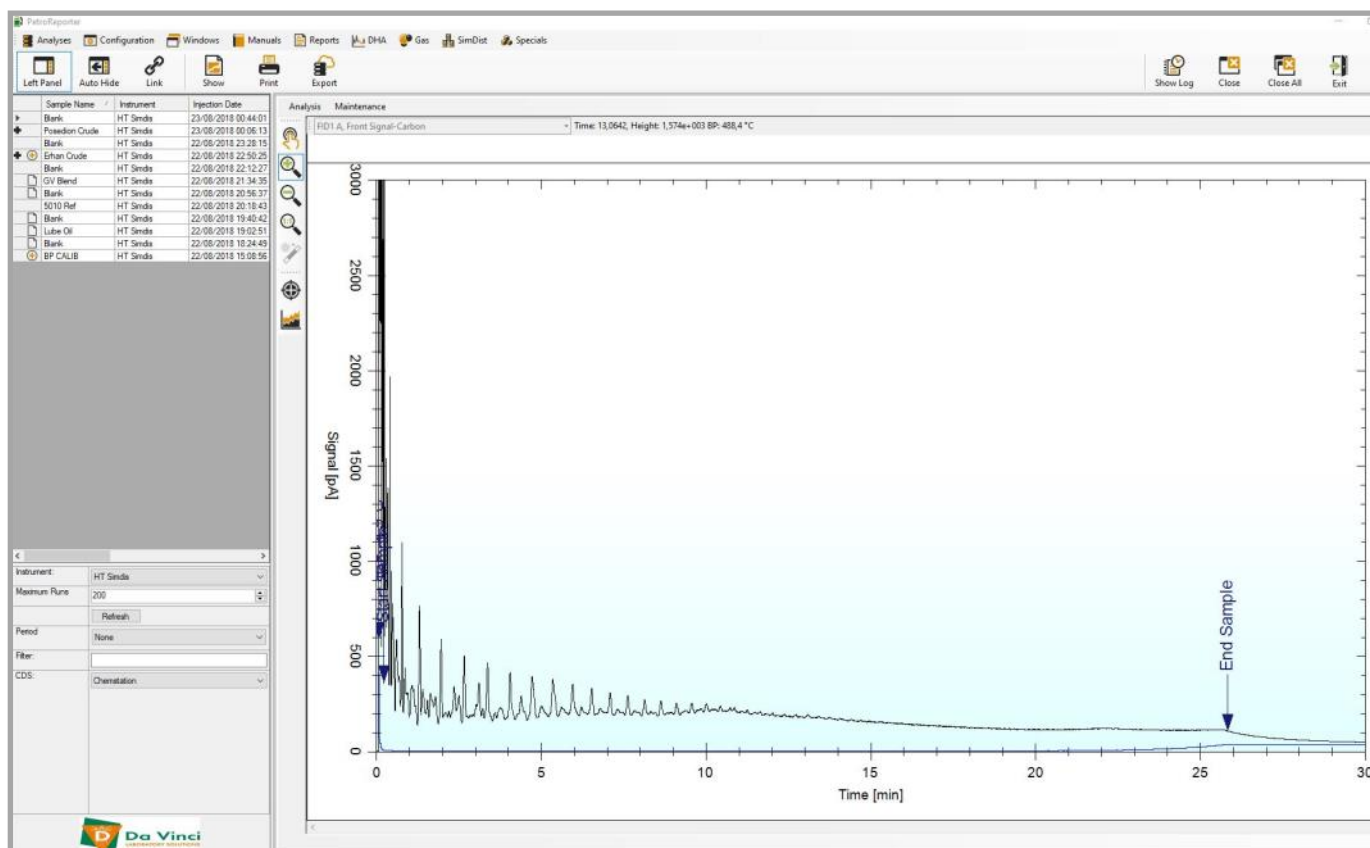 PetroReporter
Analyses Configuration Windows Manuals Reports DHA Gas SimDist Specials
Left Panel Auto Hide Link Show Print Export Show Log Close Close All Exit
Sample Name / Instrument Injection Date
Blank HT Simdis 23/08/2018 00:44:01
Posedion Crude HT Simdis 23/08/2018 00:06:13
Blank HT Simdis 22/08/2018 23:28:15
Erhan Crude HT Simdis 22/08/2018 22:50:25
Blank HT Simdis 22/08/2018 22:12:27
GV Blend HT Simdis 22/08/2018 21:34:35
Blank HT Simdis 22/08/2018 20:56:37
5010 Ref HT Simdis 22/08/2018 20:18:43
Blank HT Simdis 22/08/2018 19:40:42
Lube Oil HT Simdis 22/08/2018 19:02:51
Blank HT Simdis 22/08/2018 18:24:49
BP CALIB HT Simdis 22/08/2018 15:08:56
Instrument: HT Simdis
Maximum Runs 200
Refresh
Period None
Filter:
CDS: Chemstation
Da Vinci
LABORATORY SOLUTIONS
Analysis Maintenance
FID1 A, Front Signal-Carbon Time: 13,0642, Height: 1,574e+003 BP: 488,4 °C
3000
2500
2000
1500
1000
500
0
Signal [pA]
End Sample
0 5 10 15 20 25 30
Time [min]